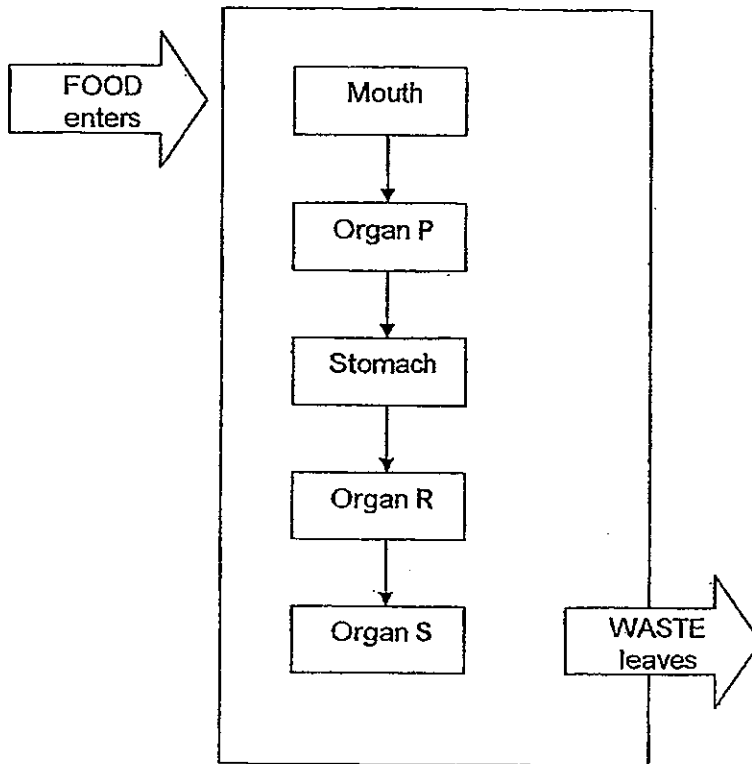 FOOD
enters
Mouth
Organ P
Stomach
Organ R
Organ S
WASTE
leaves